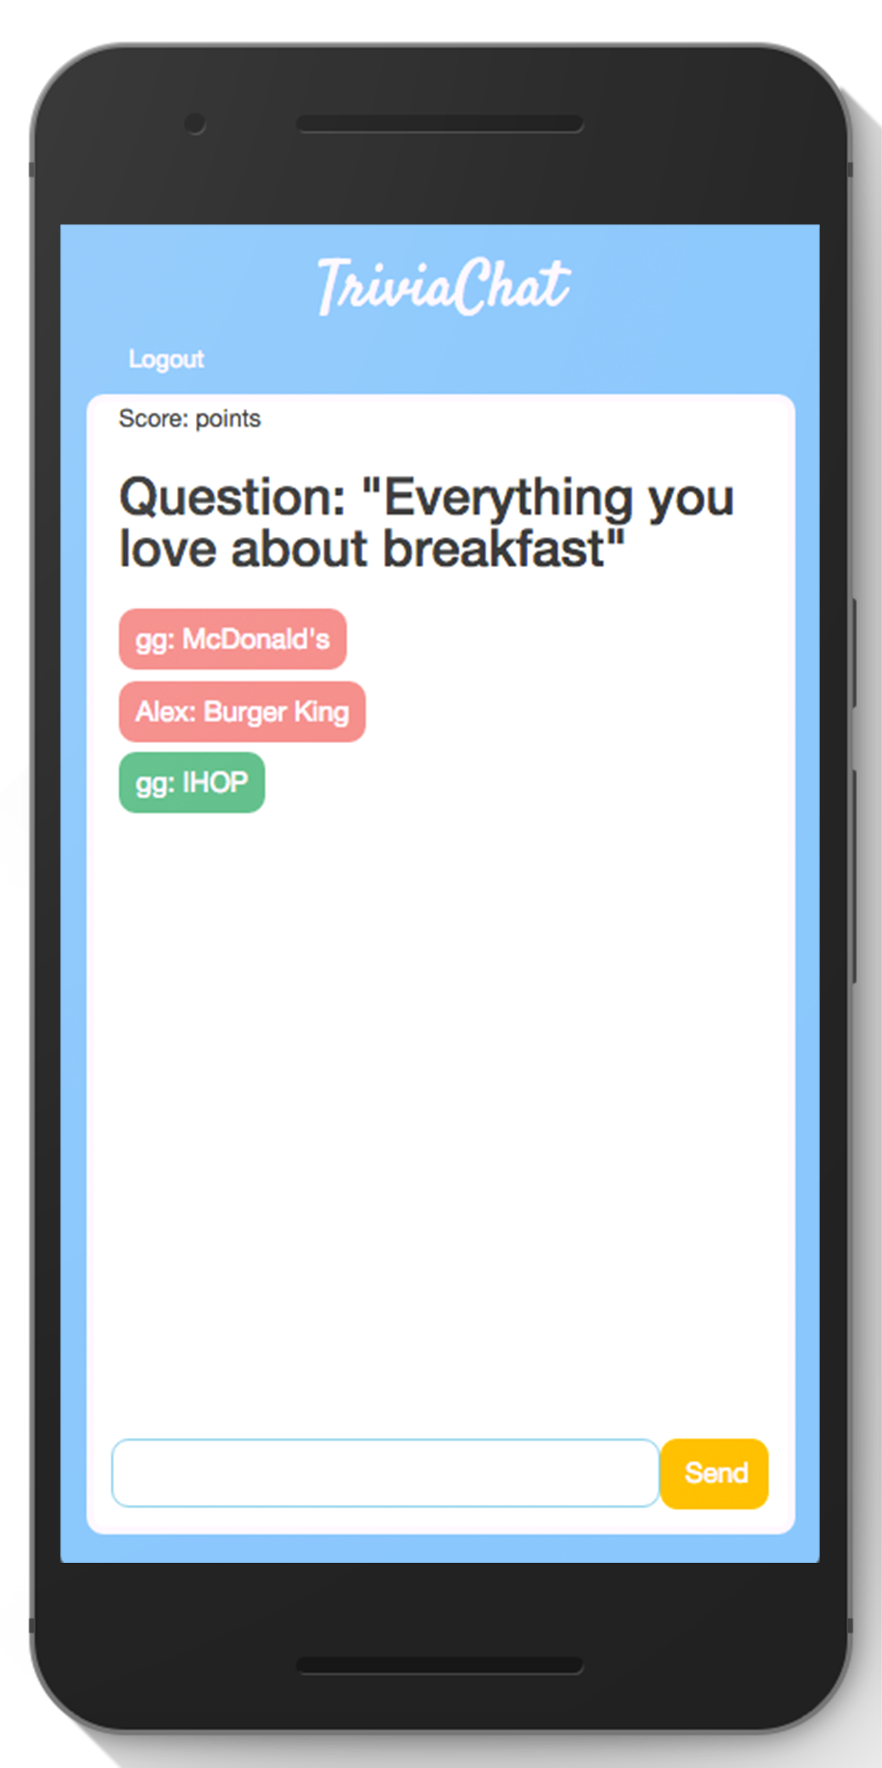 TriviaChat
Logout
Score: points
Question: "Everything you
love about breakfast"
gg: McDonald's
Alex: Burger King
gg: IHOP
Send